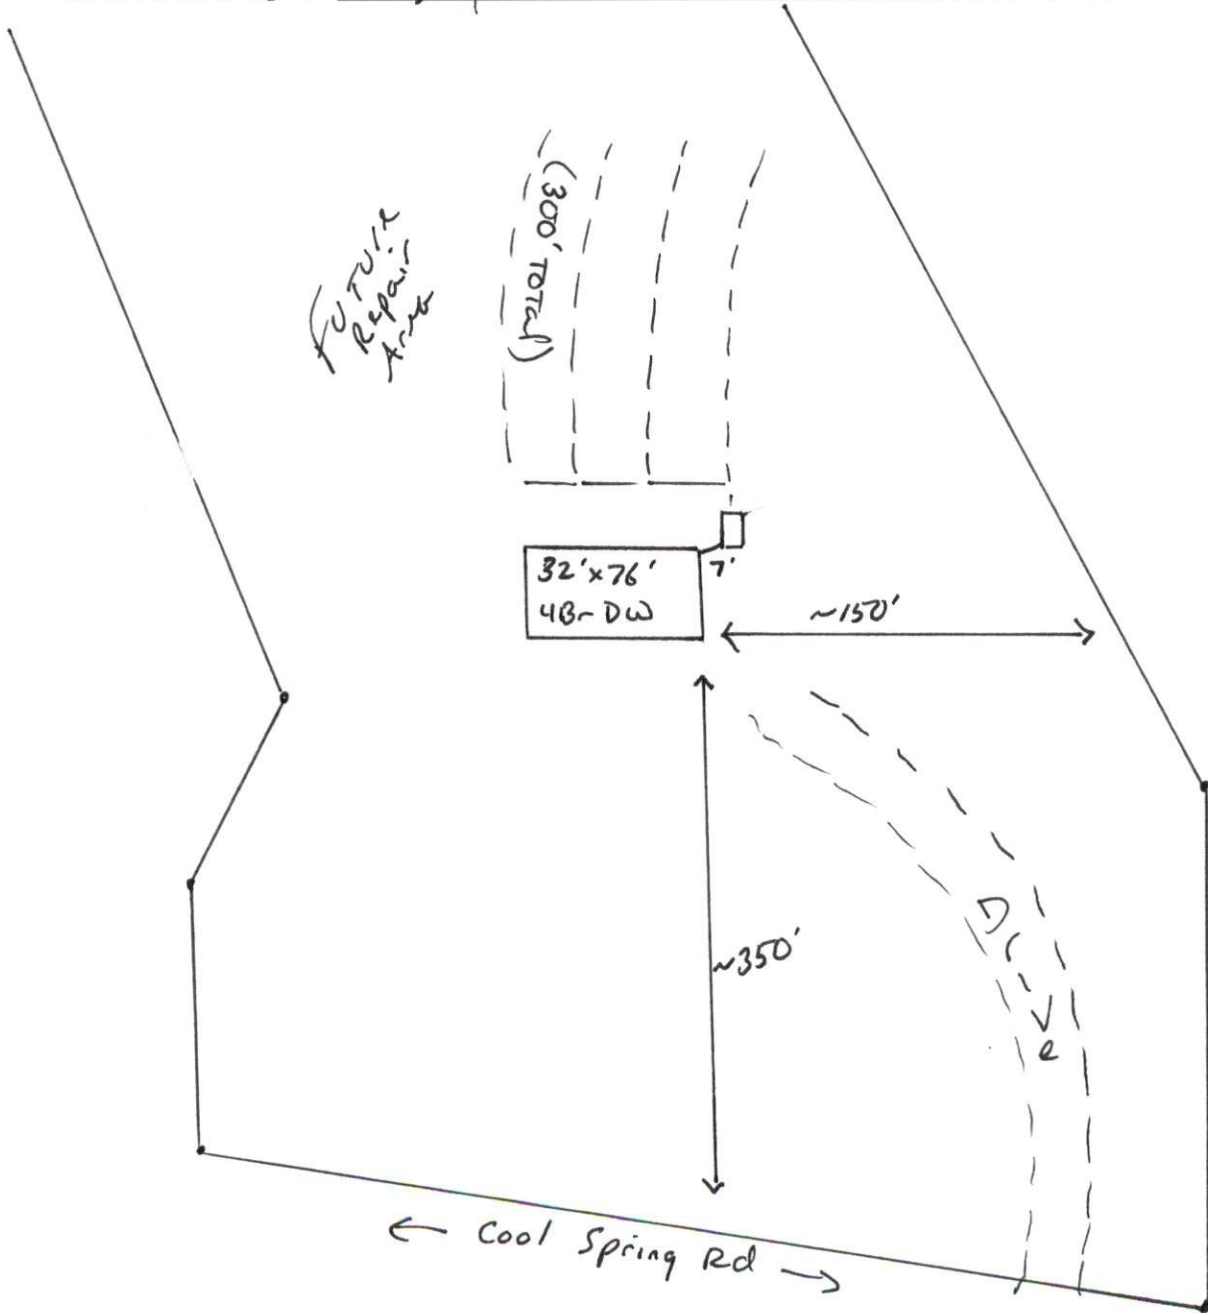 (300' TOTal)
FUTURE
Repair
Area
32'x76'
4Br DW
7'
~150'
~350'
Drive
← Cool Spring Rd →